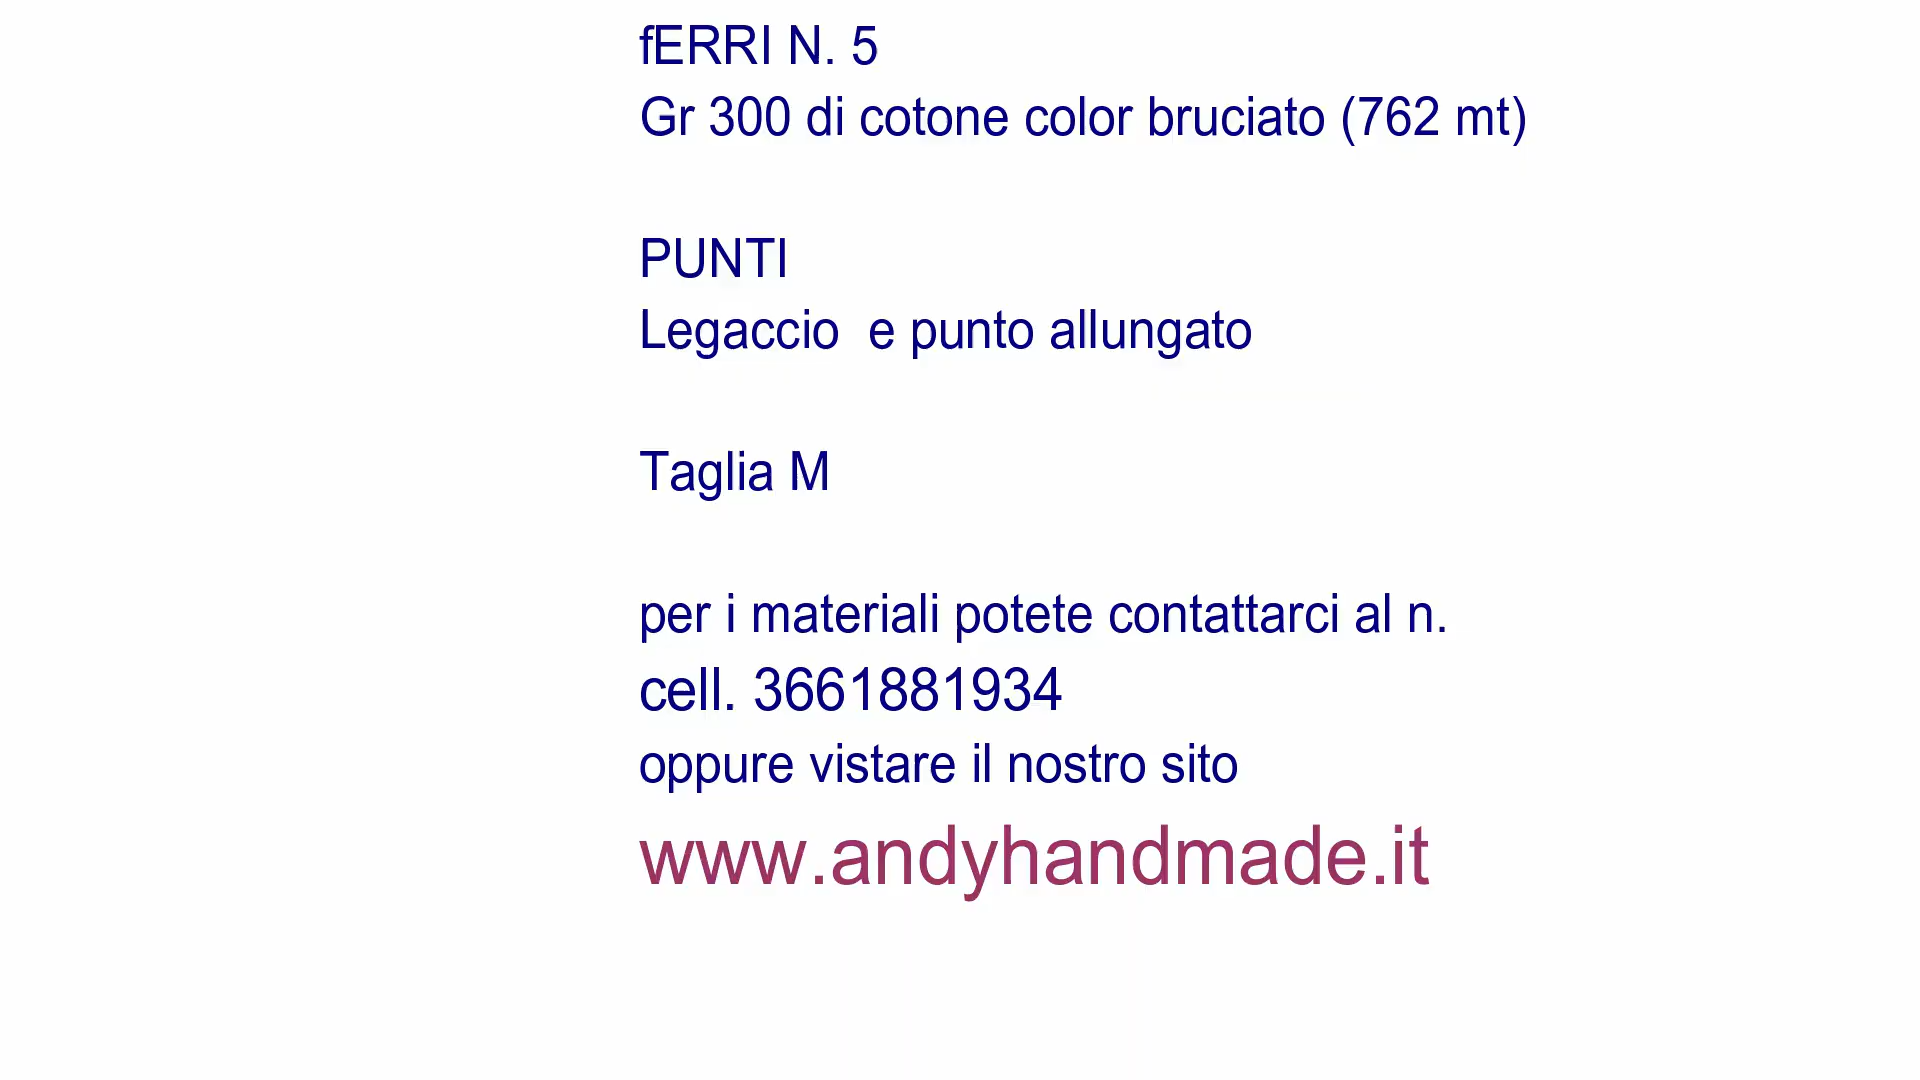 fERRI N. 5
Gr 300 di cotone color bruciato (762 mt)
PUNTI
Legaccio  e punto allungato
Taglia M
per i materiali potete contattarci al n.
cell. 3661881934
oppure vistare il nostro sito
www.andyhandmade.it